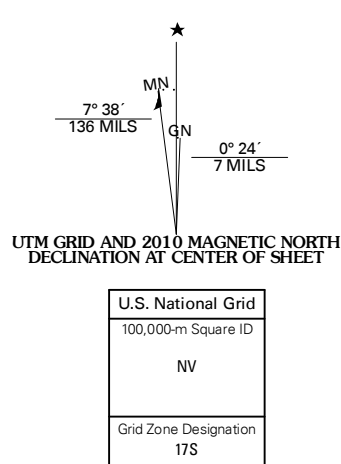 ★
MN
7° 38´
136 MILS
GN
0° 24´
7 MILS
UTM GRID AND 2010 MAGNETIC NORTH
DECLINATION AT CENTER OF SHEET
U.S. National Grid
100,000-m Square ID
NV
Grid Zone Designation
17S